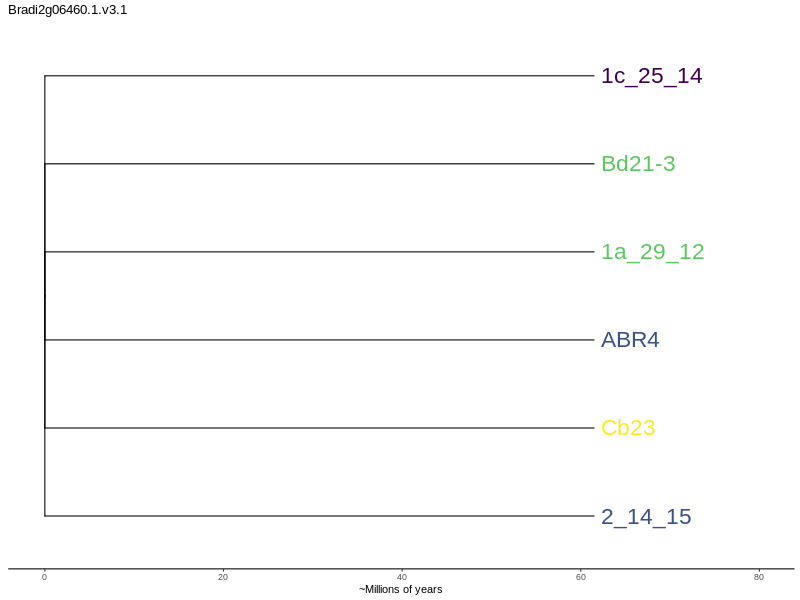 Bradi2g06460.1.v3.1
1c_25_14
Bd21-3
1a_29_12
ABR4
Cb23
2_14_15
0 20 40 60 80
~Millions of years